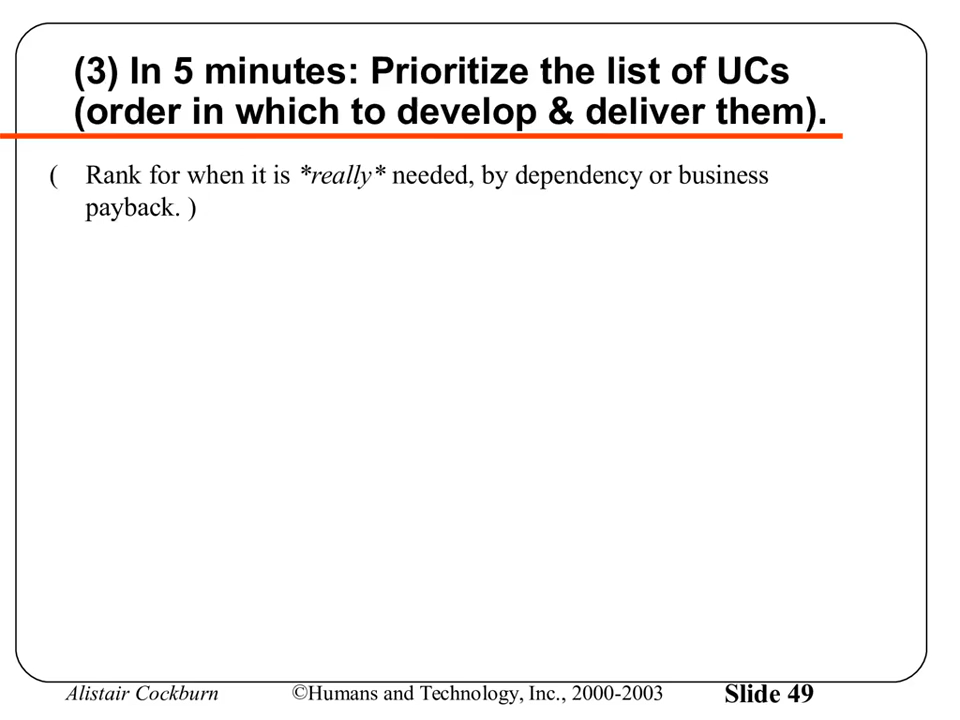 (3) In 5 minutes: Prioritize the list of UCs
(order in which to develop & deliver them).
( Rank for when it is *really* needed, by dependency or business
payback. )
Alistair Cockburn ©Humans and Technology, Inc., 2000-2003 Slide 49